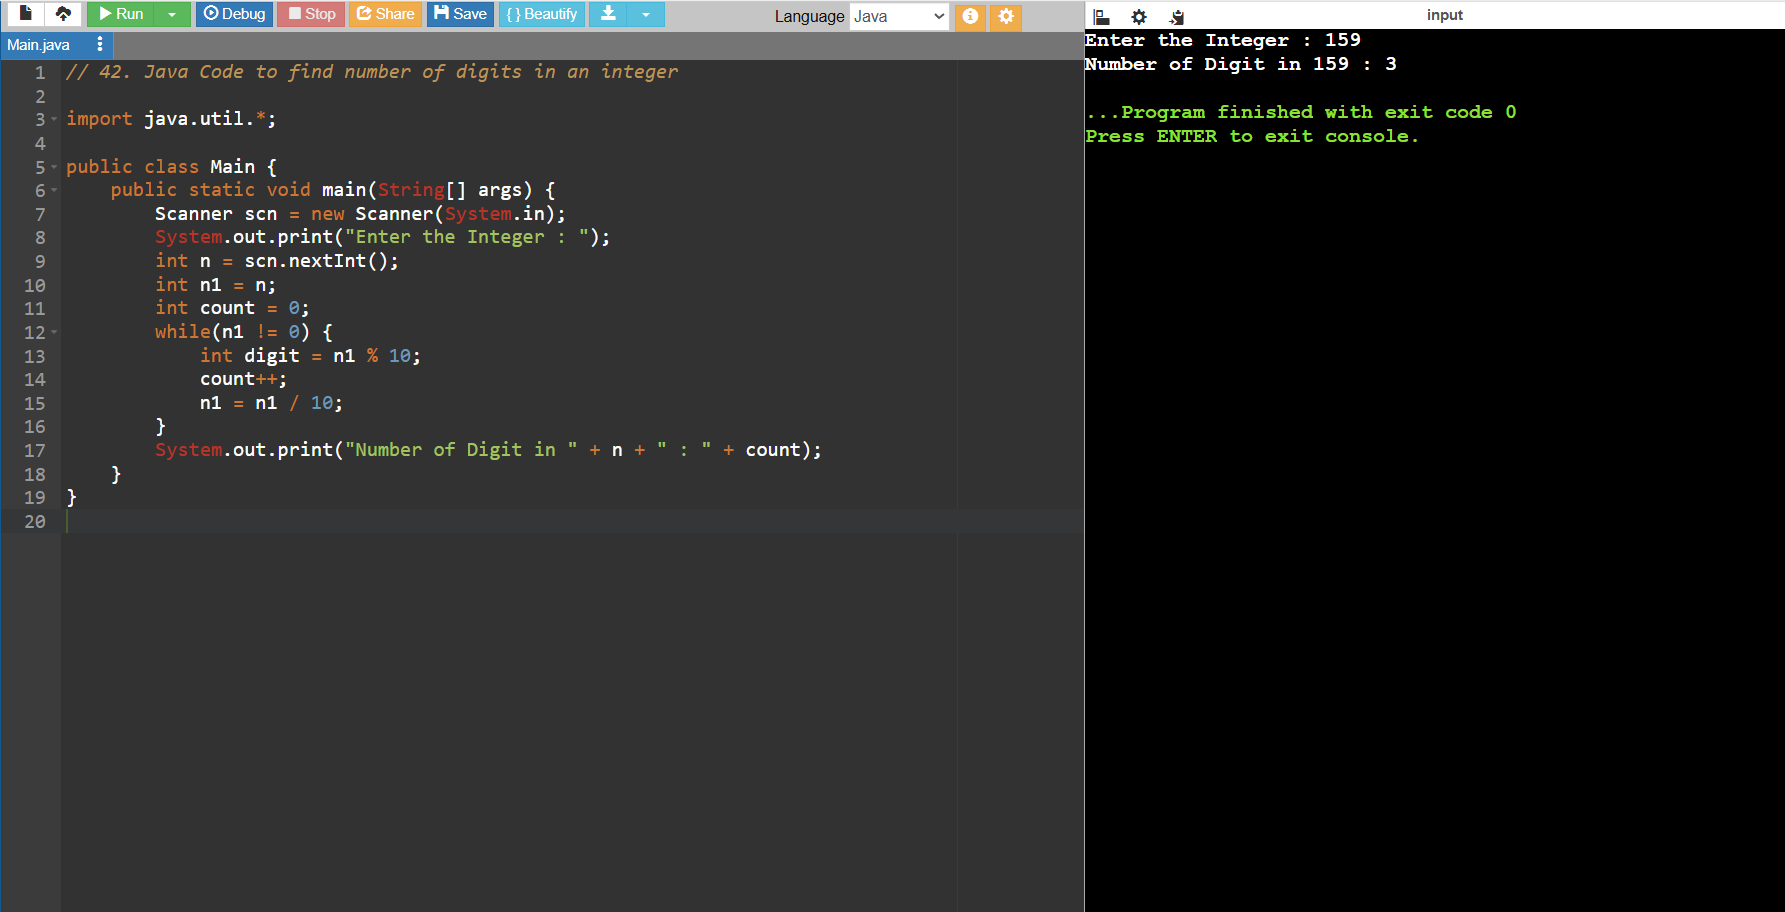 Run Debug Stop Share Save { } Beautify Language Java
Main.java
1 // 42. Java Code to find number of digits in an integer
2
3 import java.util.*;
4
5 public class Main {
6 public static void main(String[] args) {
7 Scanner scn = new Scanner(System.in);
8 System.out.print("Enter the Integer : ");
9 int n = scn.nextInt();
10 int n1 = n;
11 int count = 0;
12 while(n1 != 0) {
13 int digit = n1 % 10;
14 count++;
15 n1 = n1 / 10;
16 }
17 System.out.print("Number of Digit in " + n + " : " + count);
18 }
19 }
20
input
Enter the Integer : 159
Number of Digit in 159 : 3
...Program finished with exit code 0
Press ENTER to exit console.